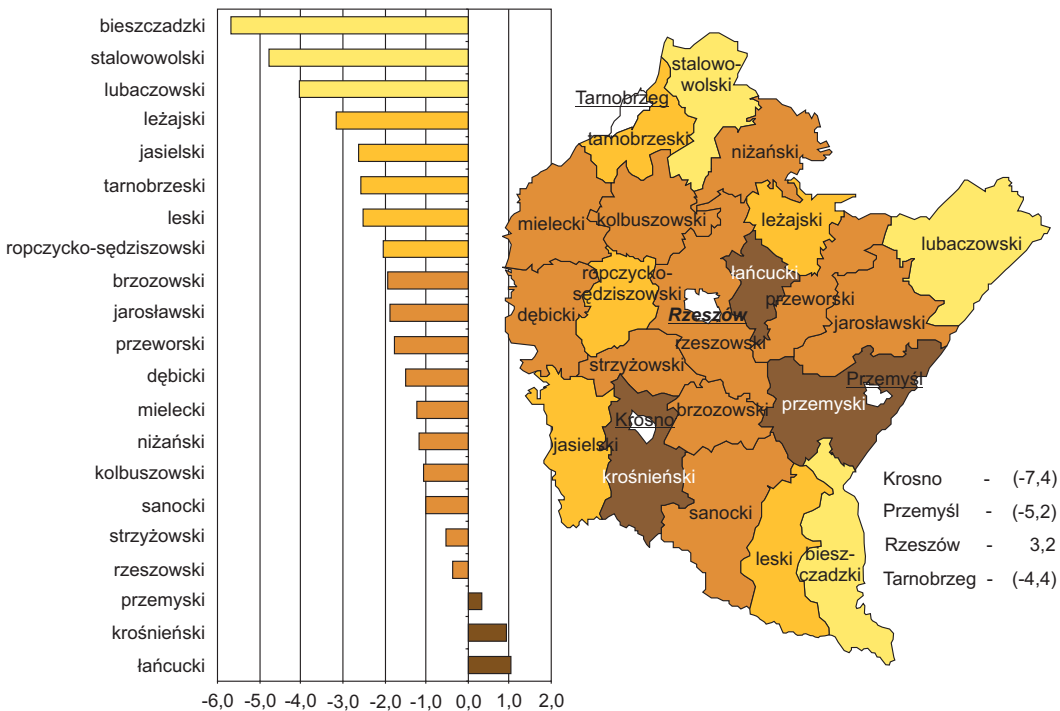 bieszczadzki
stalowowolski
lubaczowski
leżajski
jasielski
tarnobrzeski
leski
ropczycko-sędziszowski
brzozowski
jarosławski
przeworski
dębicki
mielecki
niżański
kolbuszowski
sanocki
strzyżowski
rzeszowski
przemyski
krośnieński
łańcucki
-6,0 -5,0 -4,0 -3,0 -2,0 -1,0 0,0 1,0 2,0
stalowo-
wolski
Tarnobrzeg
tarnobrzeski
niżański
mielecki
kolbuszowski
leżajski
lubaczowski
ropczycko-
sędziszowski
łańcucki
przeworski
dębicki
Rzeszów
jarosławski
rzeszowski
strzyżowski
Przemyśl
przemyski
brzozowski
Krosno
jasielski
krośnieński
sanocki
leski
biesz-
czadzki
Krosno - (-7,4)
Przemyśl - (-5,2)
Rzeszów - 3,2
Tarnobrzeg - (-4,4)